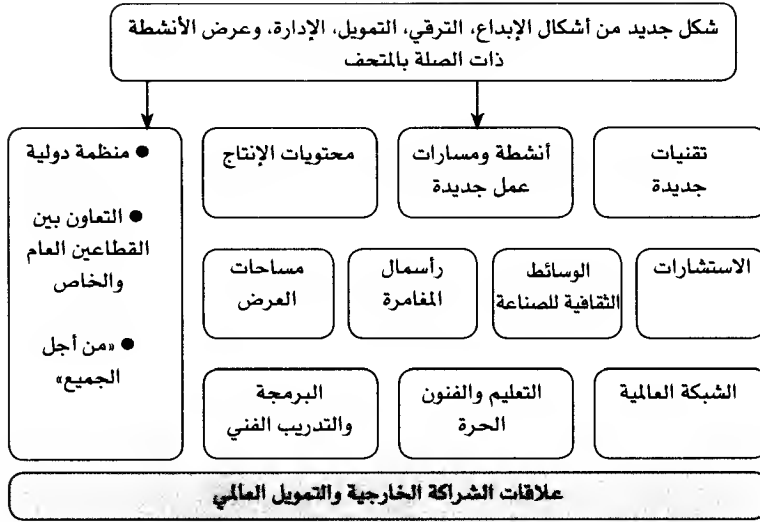 شكل جديد من أشكال الإبداع، الترقي، التمويل، الإدارة، وعرض الأنشطة
ذات الصلة بالمتحف
تقنيات
جديدة
أنشطة ومسارات
عمل جديدة
محتويات الإنتاج
● منظمة دولية
● التعاون بين
القطاعين العام
والخاص
● «من أجل
الجميع»
الاستشارات
الوسائط
الثقافية للصناعة
رأسمال
المغامرة
مساحات
العرض
الشبكة العالمية
التعليم والفنون
الحرة
البرمجة
والتدريب الفني
علاقات الشراكة الخارجية والتمويل العالمي